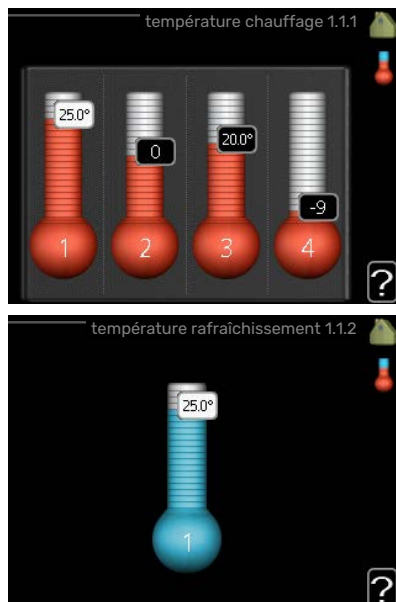 température chauffage 1.1.1
25.0°
0
20.0°
-9
1 2 3 4
?
température rafraîchissement 1.1.2
25.0°
1
?